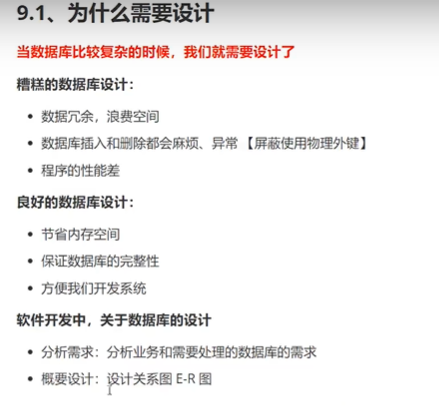 9.1、为什么需要设计
当数据库比较复杂的时候，我们就需要设计了
糟糕的数据库设计：
数据冗余，浪费空间
数据库插入和删除都会麻烦、异常 【屏蔽使用物理外键】
程序的性能差
良好的数据库设计：
节省内存空间
保证数据库的完整性
方便我们开发系统
软件开发中，关于数据库的设计
分析需求：分析业务和需要处理的数据库的需求
概要设计：设计关系图 E-R 图